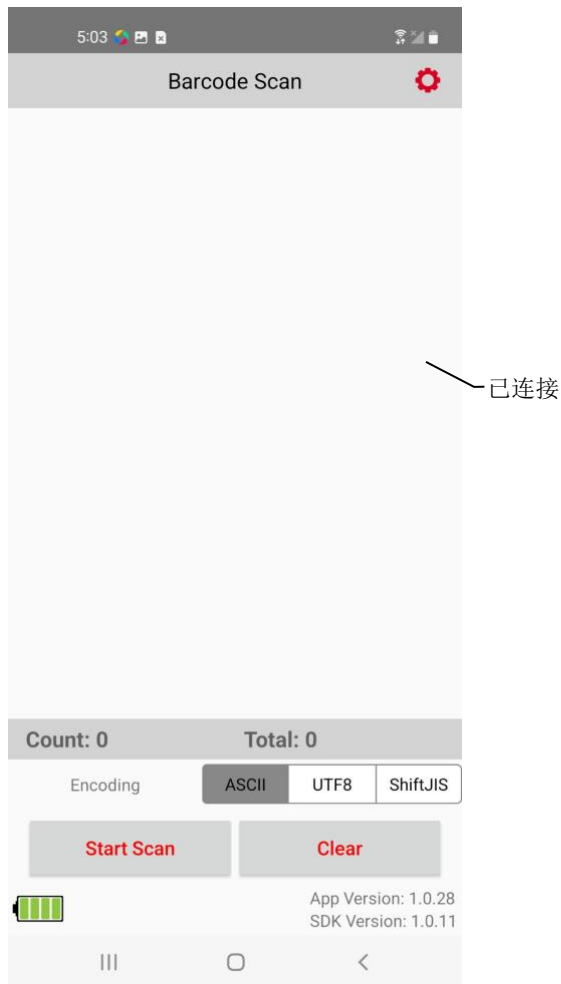 5:03
Barcode Scan
已连接
Count: 0 Total: 0
Encoding ASCII UTF8 ShiftJIS
Start Scan Clear
App Version: 1.0.28
SDK Version: 1.0.11